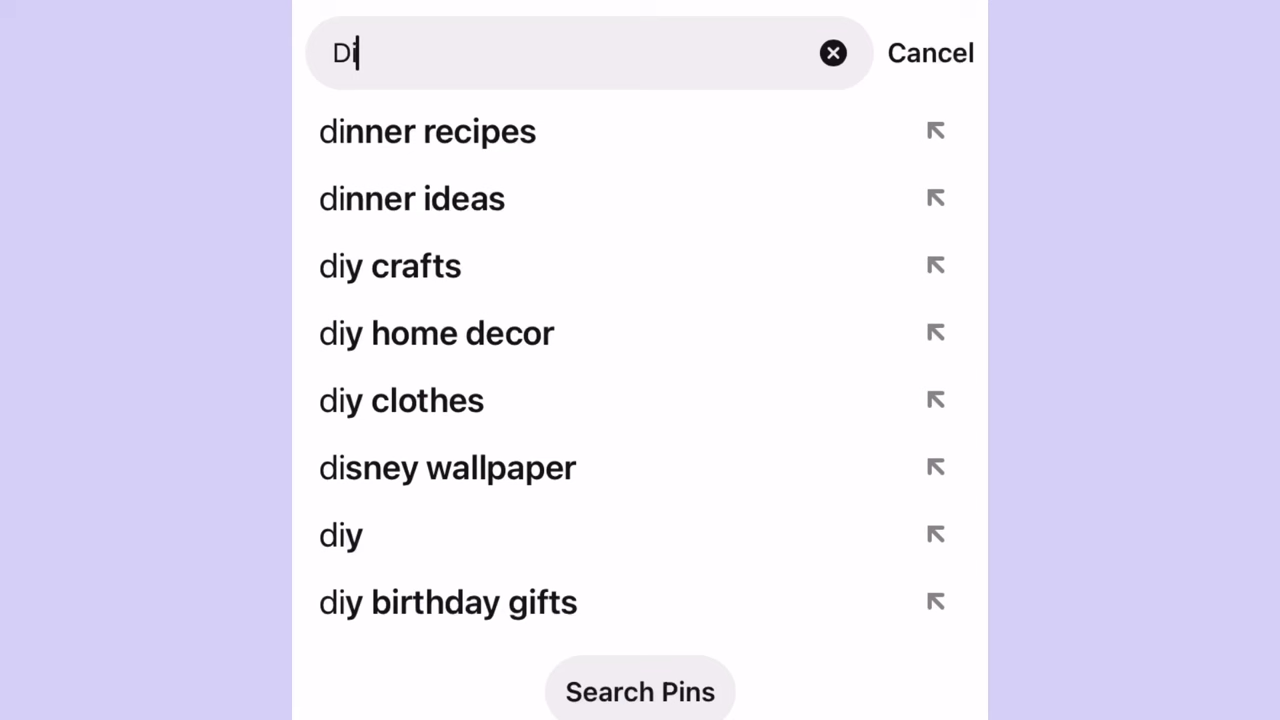 Di
Cancel
dinner recipes
dinner ideas
diy crafts
diy home decor
diy clothes
disney wallpaper
diy
diy birthday gifts
Search Pins